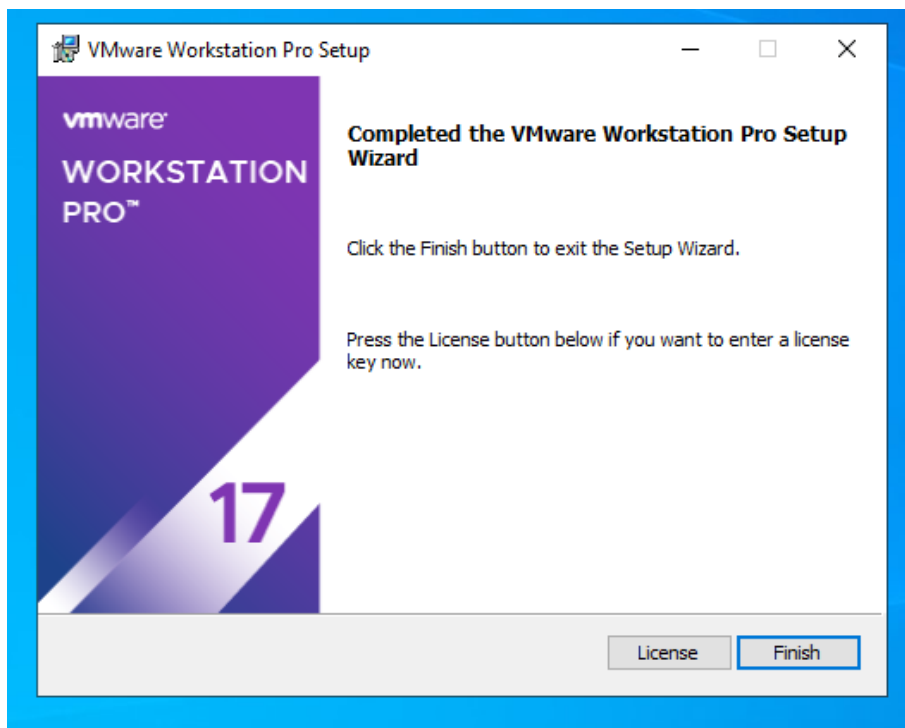 VMware Workstation Pro Setup
vmware®
WORKSTATION
PRO™
Completed the VMware Workstation Pro Setup
Wizard
Click the Finish button to exit the Setup Wizard.
Press the License button below if you want to enter a license
key now.
17
License
Finish